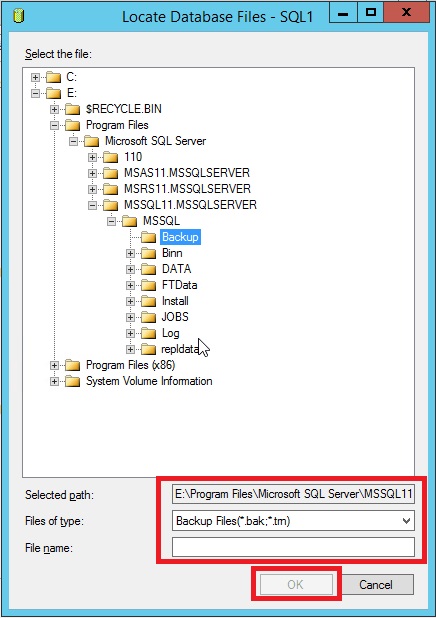 Locate Database Files - SQL1
Select the file:
C:
E:
$RECYCLE.BIN
Program Files
Microsoft SQL Server
110
MSAS11.MSSQLSERVER
MSRS11.MSSQLSERVER
MSSQL11.MSSQLSERVER
MSSQL
Backup
Binn
DATA
FTData
Install
JOBS
Log
repldata
Program Files (x86)
System Volume Information
Selected path: E:\Program Files\Microsoft SQL Server\MSSQL11
Files of type: Backup Files(*.bak;*.trn)
File name:
OK Cancel